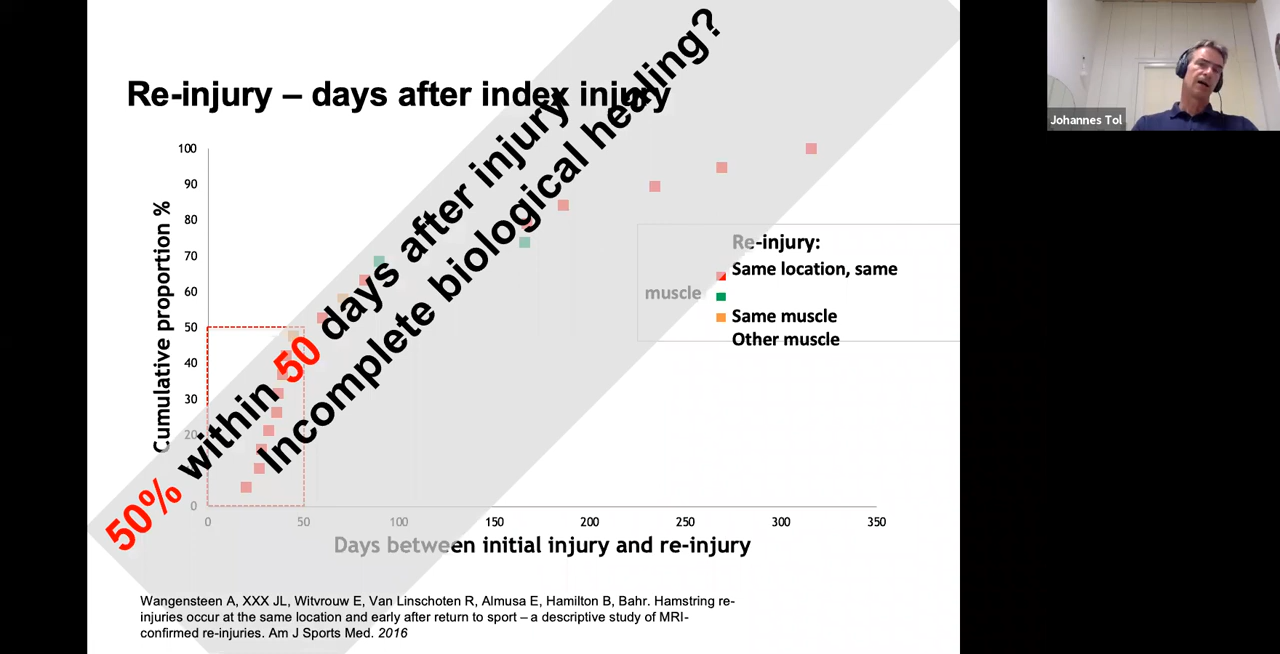 Re-injury – days after index injury
50% within 50 days after injury
Incomplete biological healing?
Cumulative proportion %
100
90
80
70
60
50
40
30
20
10
0
0 50 100 150 200 250 300 350
Days between initial injury and re-injury
Re-injury:
Same location, same
muscle
Same muscle
Other muscle
Wangensteen A, XXX JL, Witvrouw E, Van Linschoten R, Almusa E, Hamilton B, Bahr. Hamstring re-
injuries occur at the same location and early after return to sport – a descriptive study of MRI-
confirmed re-injuries. Am J Sports Med. 2016
Johannes Tol